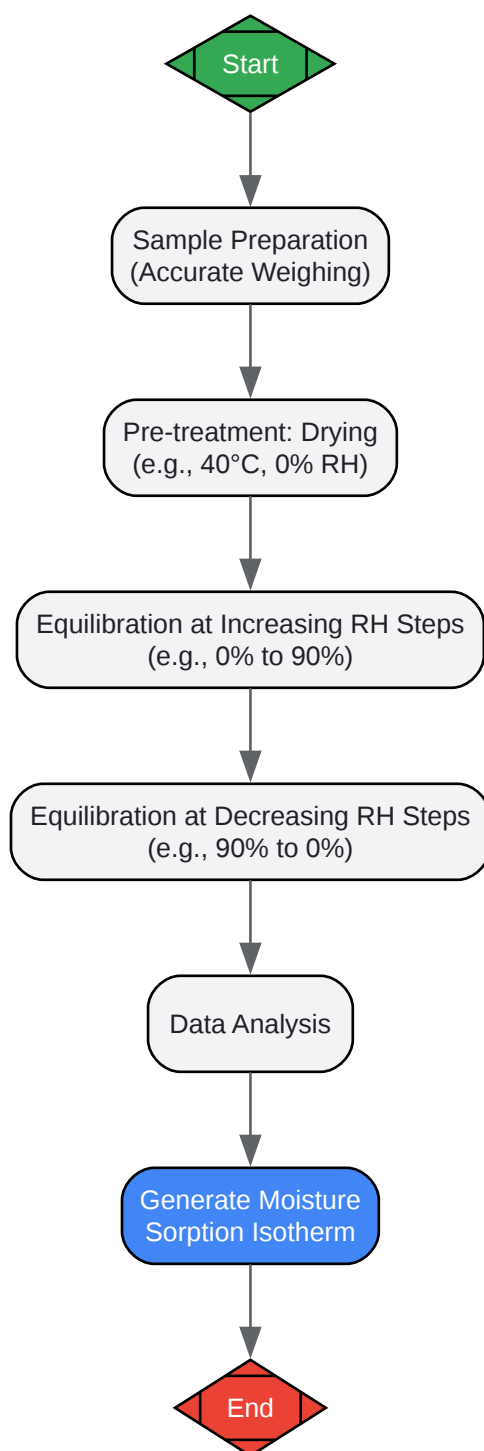 Start
Sample Preparation
(Accurate Weighing)
Pre-treatment: Drying
(e.g., 40°C, 0% RH)
Equilibration at Increasing RH Steps
(e.g., 0% to 90%)
Equilibration at Decreasing RH Steps
(e.g., 90% to 0%)
Data Analysis
Generate Moisture
Sorption Isotherm
End